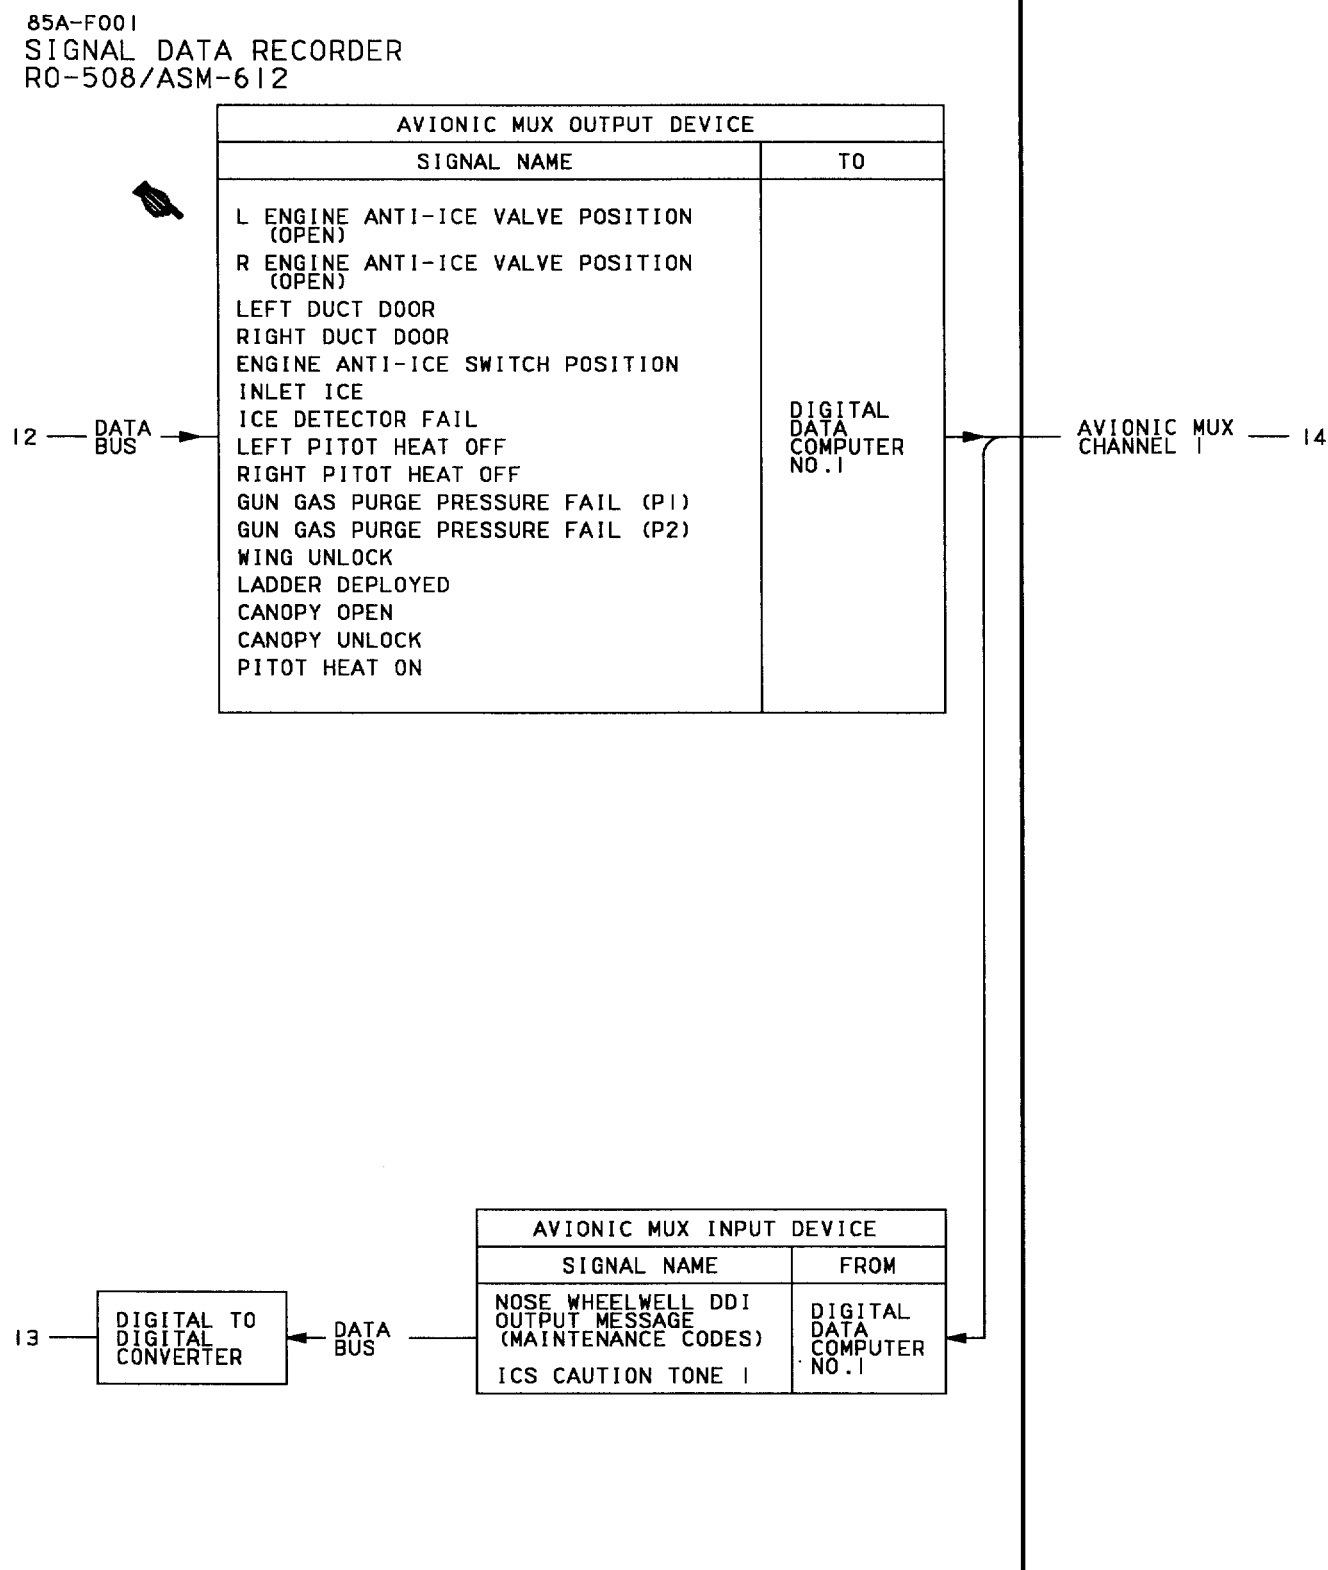 85A-F001
SIGNAL DATA RECORDER
RO-508/ASM-612
AVIONIC MUX OUTPUT DEVICE
SIGNAL NAME
TO
L ENGINE ANTI-ICE VALVE POSITION
(OPEN)
R ENGINE ANTI-ICE VALVE POSITION
(OPEN)
LEFT DUCT DOOR
RIGHT DUCT DOOR
ENGINE ANTI-ICE SWITCH POSITION
INLET ICE
ICE DETECTOR FAIL
LEFT PITOT HEAT OFF
RIGHT PITOT HEAT OFF
GUN GAS PURGE PRESSURE FAIL (P1)
GUN GAS PURGE PRESSURE FAIL (P2)
WING UNLOCK
LADDER DEPLOYED
CANOPY OPEN
CANOPY UNLOCK
PITOT HEAT ON
DIGITAL
DATA
COMPUTER
NO.1
12
DATA
BUS
AVIONIC MUX
CHANNEL 1
14
AVIONIC MUX INPUT DEVICE
SIGNAL NAME
FROM
NOSE WHEELWELL DDI
OUTPUT MESSAGE
(MAINTENANCE CODES)
ICS CAUTION TONE 1
DIGITAL
DATA
COMPUTER
NO.1
13
DIGITAL TO
DIGITAL
CONVERTER
DATA
BUS